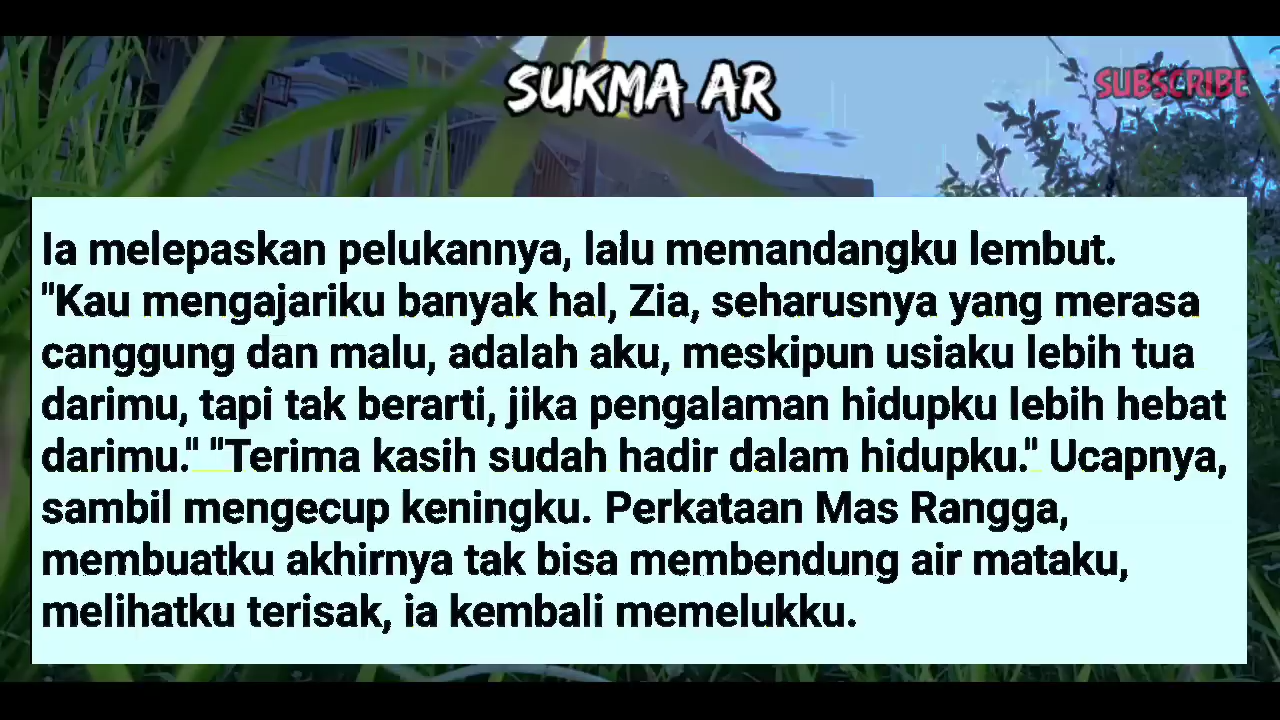 SUKMA AR
SUBSCRIBE
Ia melepaskan pelukannya, lalu memandangku lembut.
"Kau mengajariku banyak hal, Zia, seharusnya yang merasa
canggung dan malu, adalah aku, meskipun usiaku lebih tua
darimu, tapi tak berarti, jika pengalaman hidupku lebih hebat
darimu." "Terima kasih sudah hadir dalam hidupku." Ucapnya,
sambil mengecup keningku. Perkataan Mas Rangga,
membuatku akhirnya tak bisa membendung air mataku,
melihatku terisak, ia kembali memelukku.